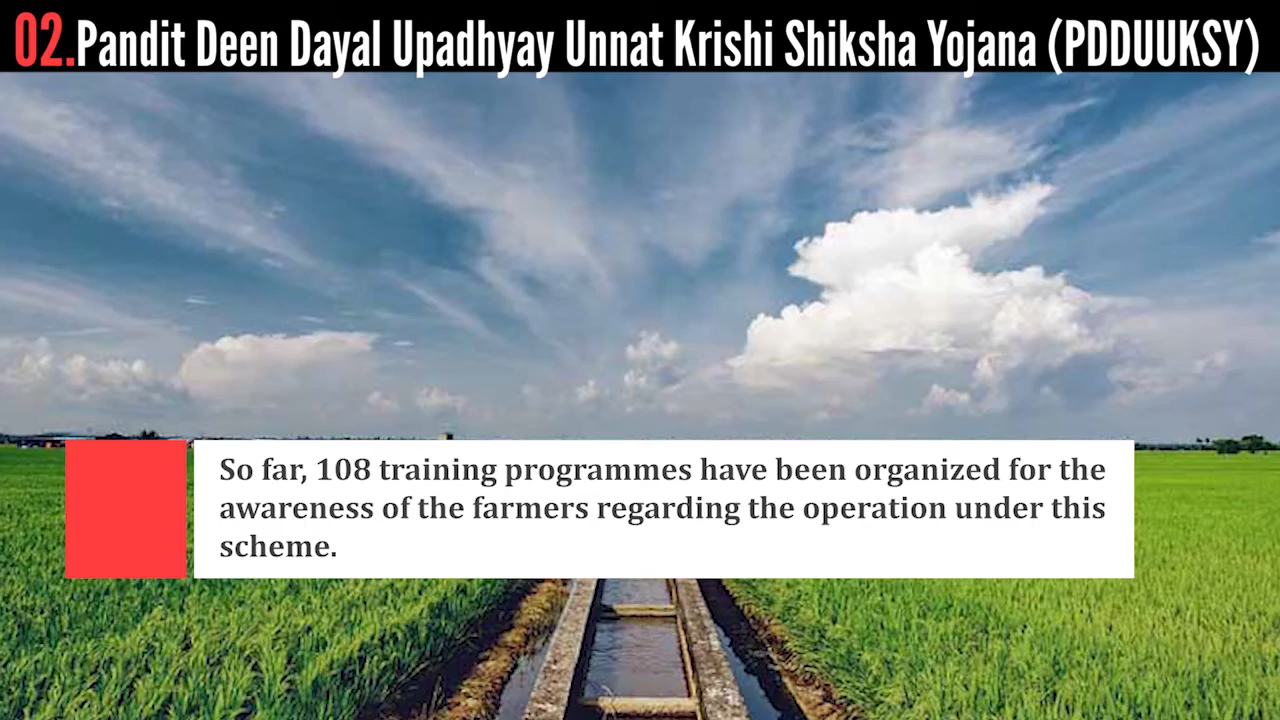 02.Pandit Deen Dayal Upadhyay Unnat Krishi Shiksha Yojana (PDDUUKSY)
So far, 108 training programmes have been organized for the
awareness of the farmers regarding the operation under this
scheme.